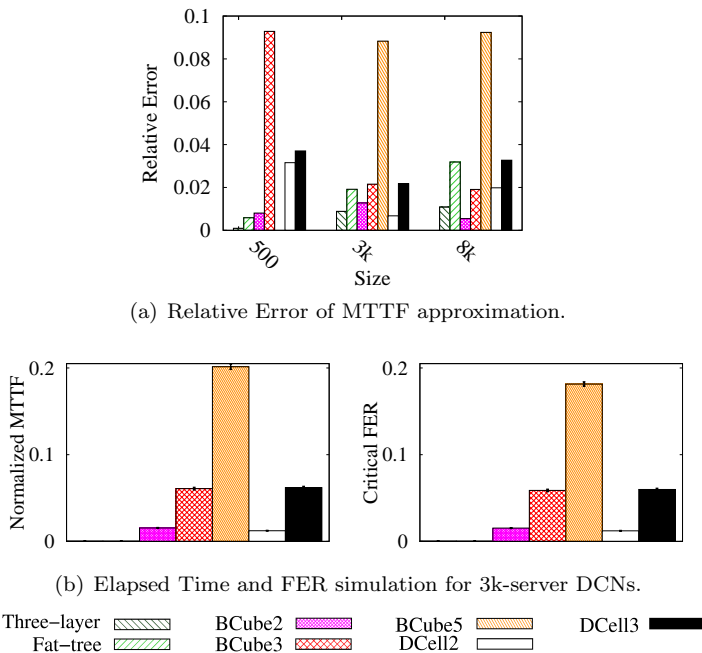 0.1
0.08
0.06
0.04
0.02
0
Relative Error
500
3k
8k
Size
(a) Relative Error of MTTF approximation.
0.2
0.1
0
Normalized MTTF
0.2
0.1
0
Critical FER
(b) Elapsed Time and FER simulation for 3k-server DCNs.
Three−layer
BCube2
BCube5
DCell3
Fat−tree
BCube3
DCell2